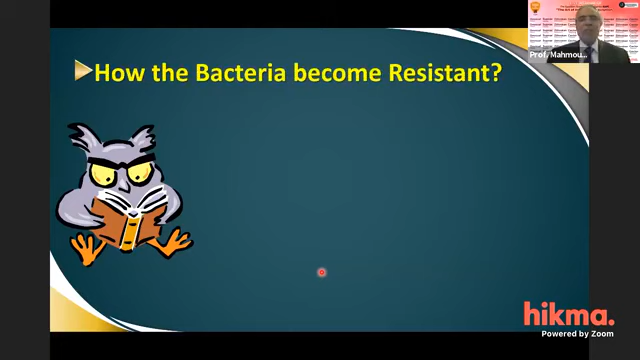 How the Bacteria become Resistant?
Prof. Mahmou...
hikma.
Powered by Zoom